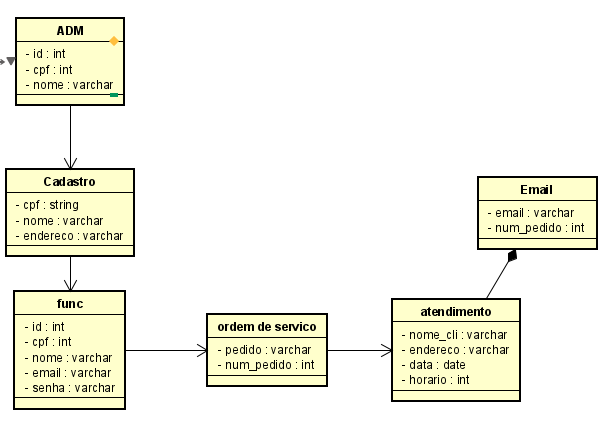 ADM
- id : int
- cpf : int
- nome : varchar
Cadastro
- cpf : string
- nome : varchar
- endereco : varchar
func
- id : int
- cpf : int
- nome : varchar
- email : varchar
- senha : varchar
ordem de servico
- pedido : varchar
- num_pedido : int
atendimento
- nome_cli : varchar
- endereco : varchar
- data : date
- horario : int
Email
- email : varchar
- num_pedido : int